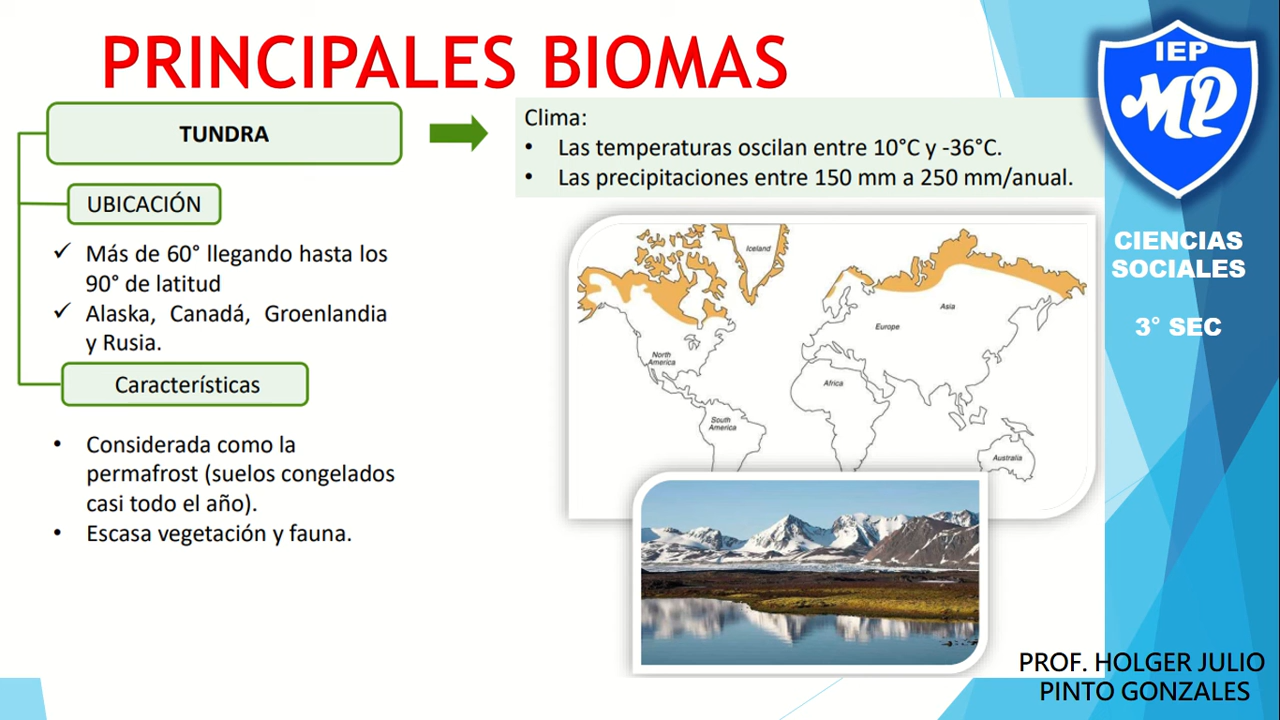 PRINCIPALES BIOMAS
TUNDRA
UBICACIÓN
✓ Más de 60° llegando hasta los
90° de latitud
✓ Alaska, Canadá, Groenlandia
y Rusia.
Características
• Considerada como la
permafrost (suelos congelados
casi todo el año).
• Escasa vegetación y fauna.
Clima:
• Las temperaturas oscilan entre 10°C y -36°C.
• Las precipitaciones entre 150 mm a 250 mm/anual.
Iceland
Asia
Europe
North
America
Africa
South
America
Australia
IEP
MP
CIENCIAS
SOCIALES
3° SEC
PROF. HOLGER JULIO
PINTO GONZALES